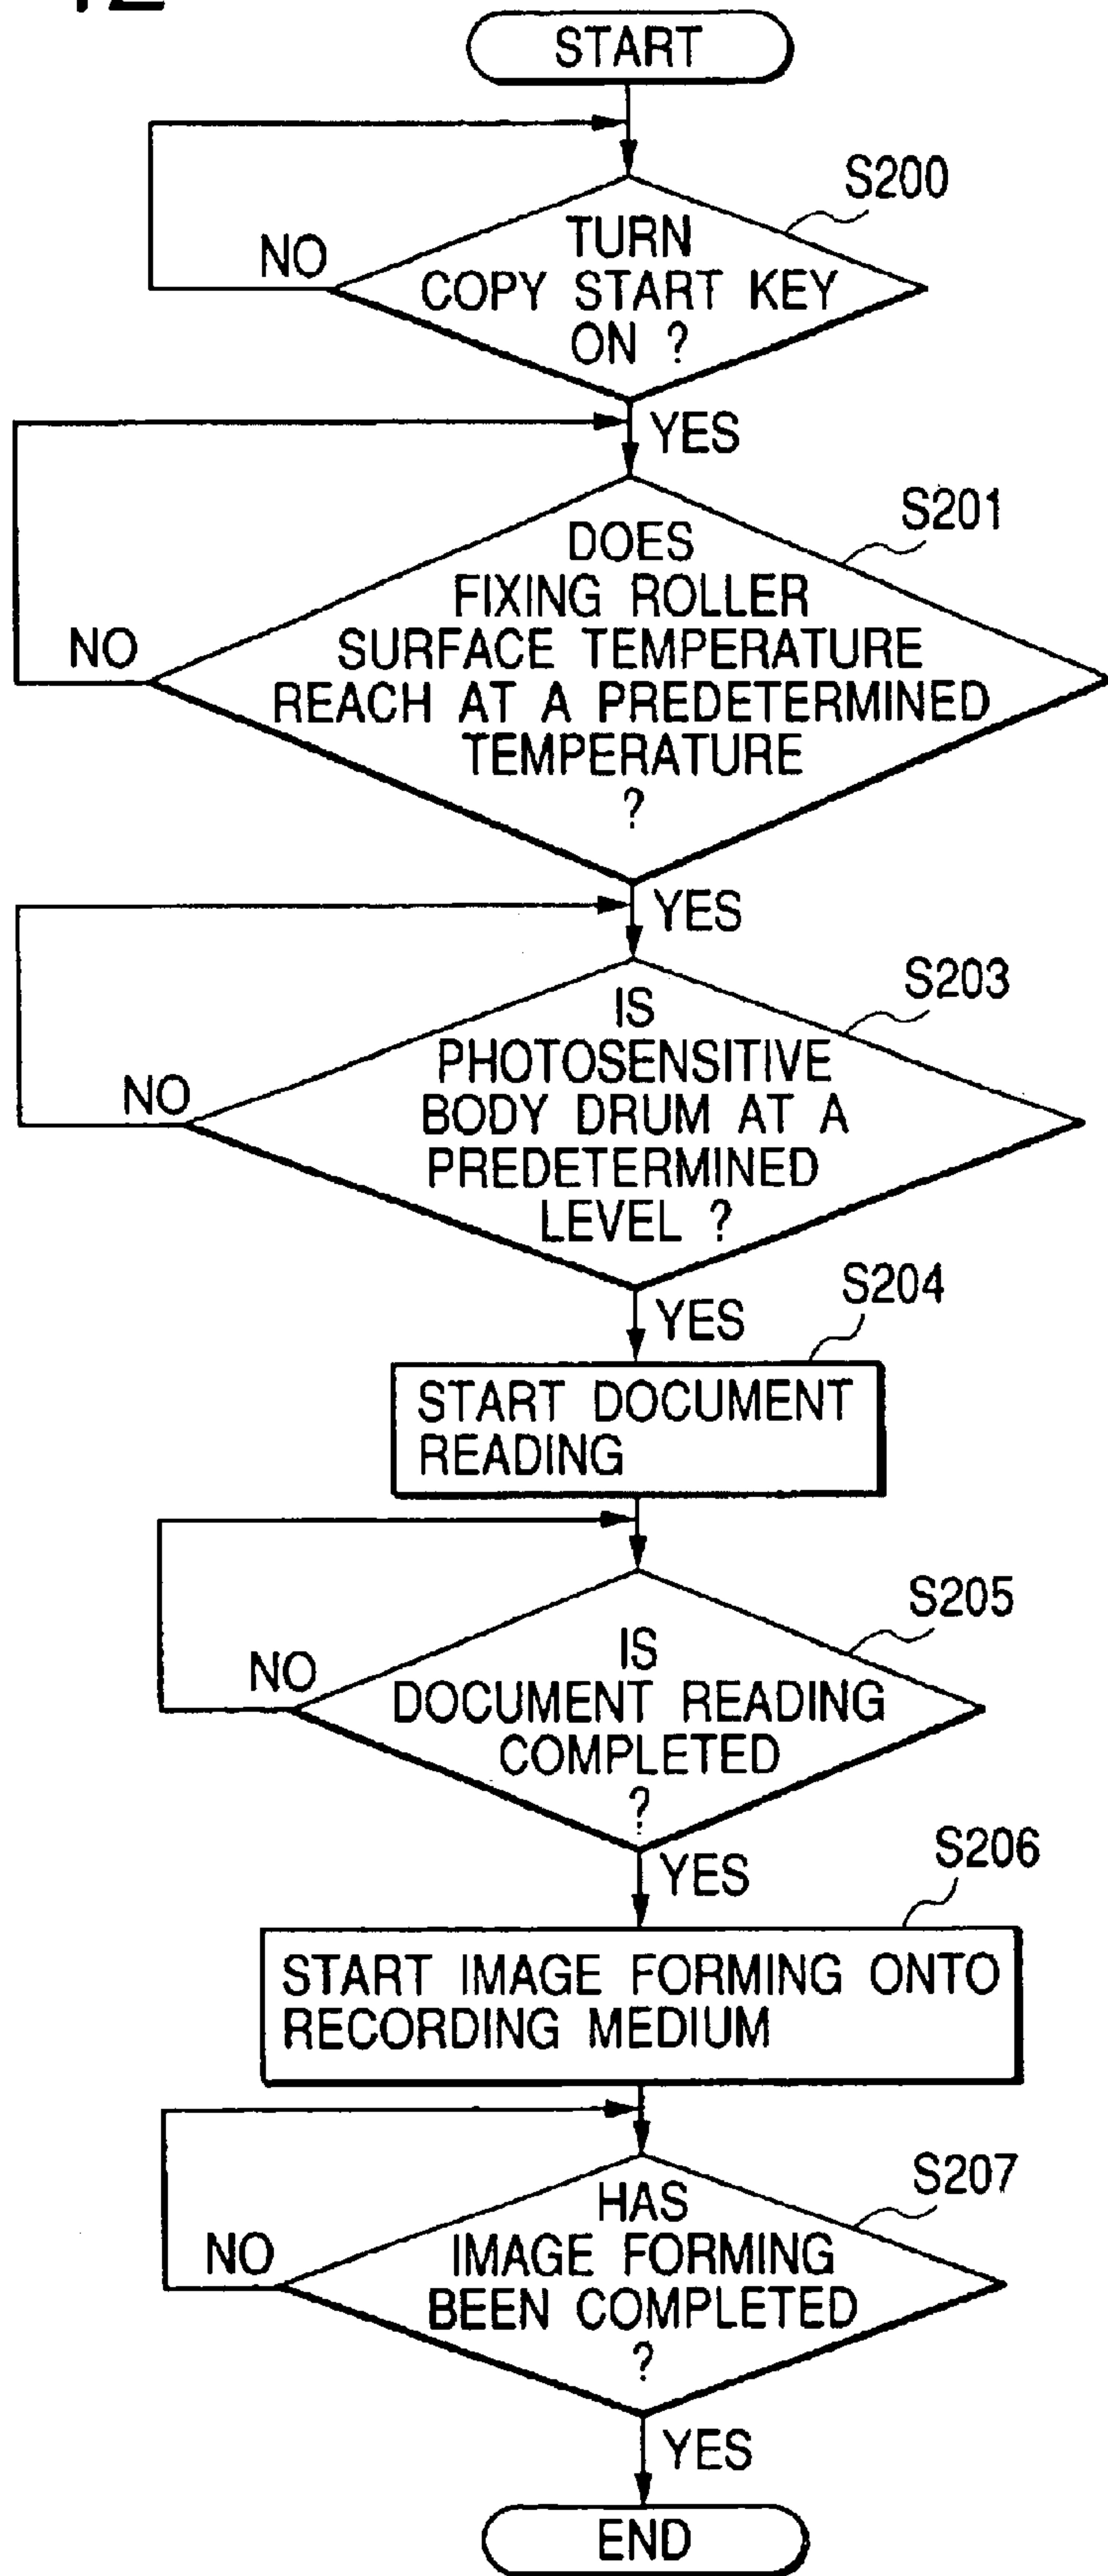 12
START
S200
NO
TURN
COPY START KEY
ON ?
YES
S201
DOES
FIXING ROLLER
NO
SURFACE TEMPERATURE
REACH AT A PREDETERMINED
TEMPERATURE
?
YES
S203
IS
PHOTOSENSITIVE
NO
BODY DRUM AT A
PREDETERMINED
LEVEL ?
S204
YES
START DOCUMENT
READING
S205
IS
NO
DOCUMENT READING
COMPLETED
?
S206
YES
START IMAGE FORMING ONTO
RECORDING MEDIUM
S207
HAS
NO
IMAGE FORMING
BEEN COMPLETED
?
YES
END